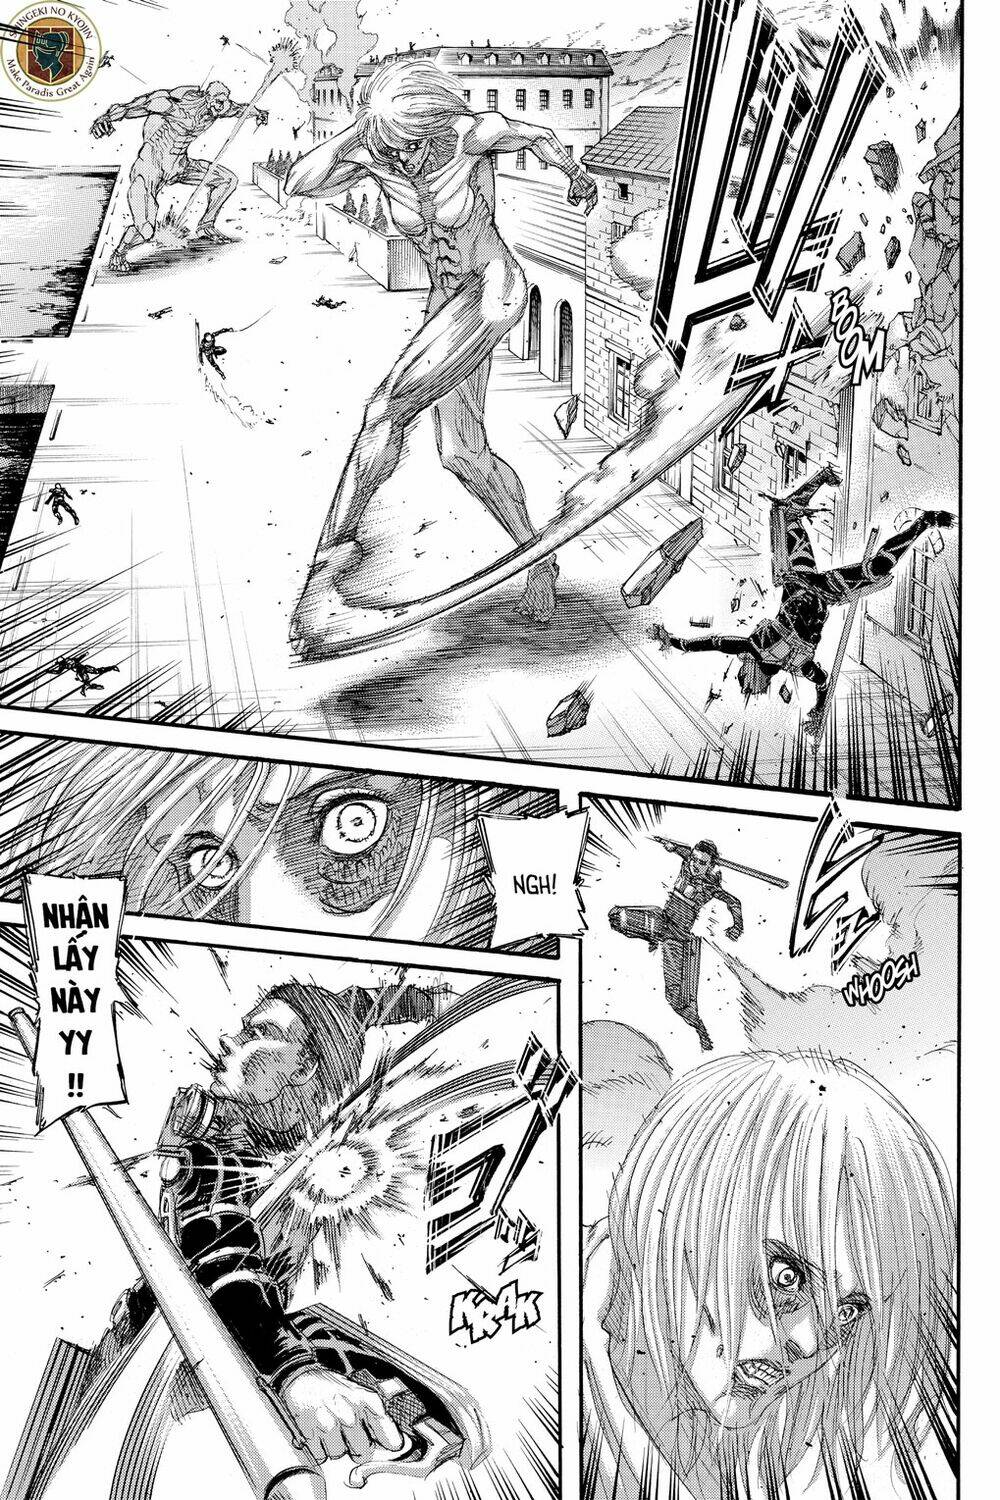 SHINGEKI NO KYOJIN
Make Paradis Great Again
BOOM
NGH!
WHOOSH
NHẬN
LẤY
NÀY
YY
!!
KRAK